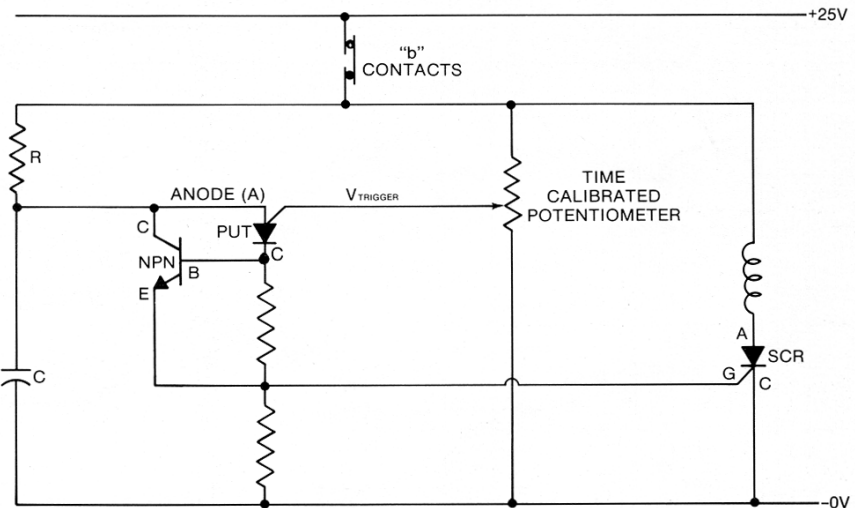 +25V
"b"
CONTACTS
R
ANODE (A)
VTRIGGER
TIME
CALIBRATED
POTENTIOMETER
C
PUT
NPN
B
C
E
A
SCR
G
C
C
-0V